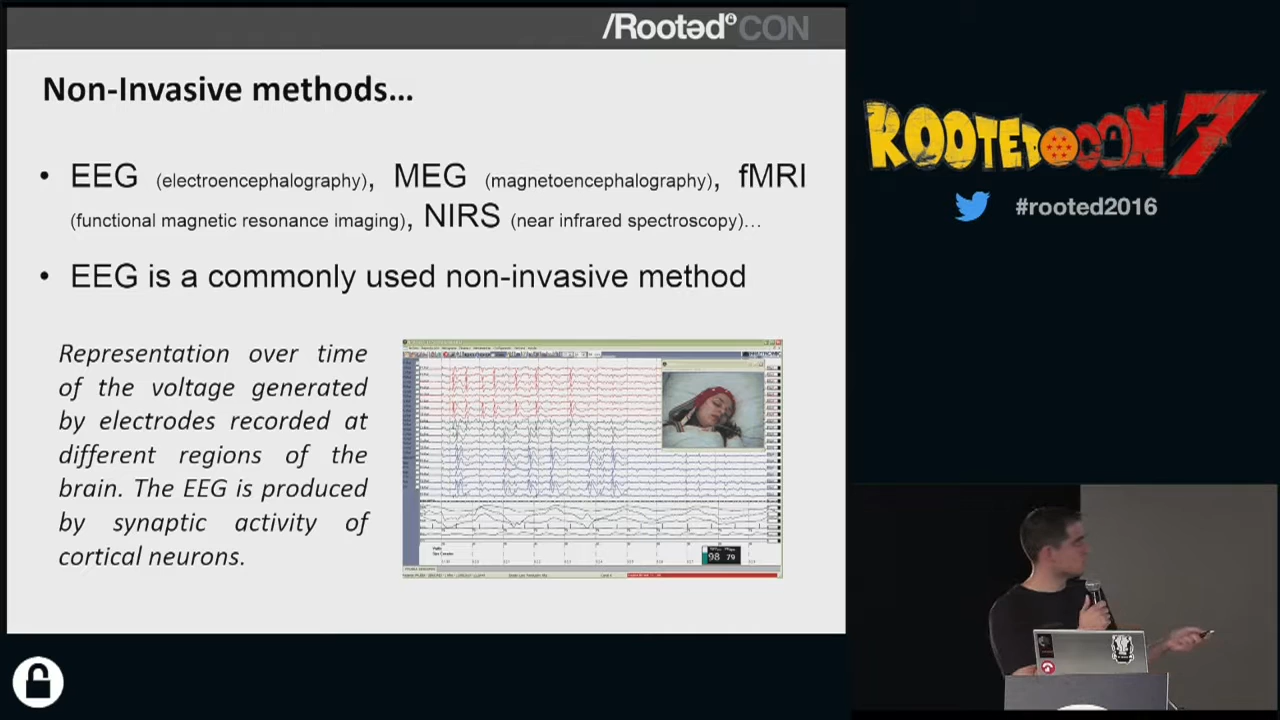 /Rootəd CON
Non-Invasive methods...
• EEG (electroencephalography), MEG (magnetoencephalography), fMRI
(functional magnetic resonance imaging), NIRS (near infrared spectroscopy)...
• EEG is a commonly used non-invasive method
Representation over time
of the voltage generated
by electrodes recorded at
different regions of the
brain. The EEG is produced
by synaptic activity of
cortical neurons.
98 79
ROOTEDCON 7
#rooted2016